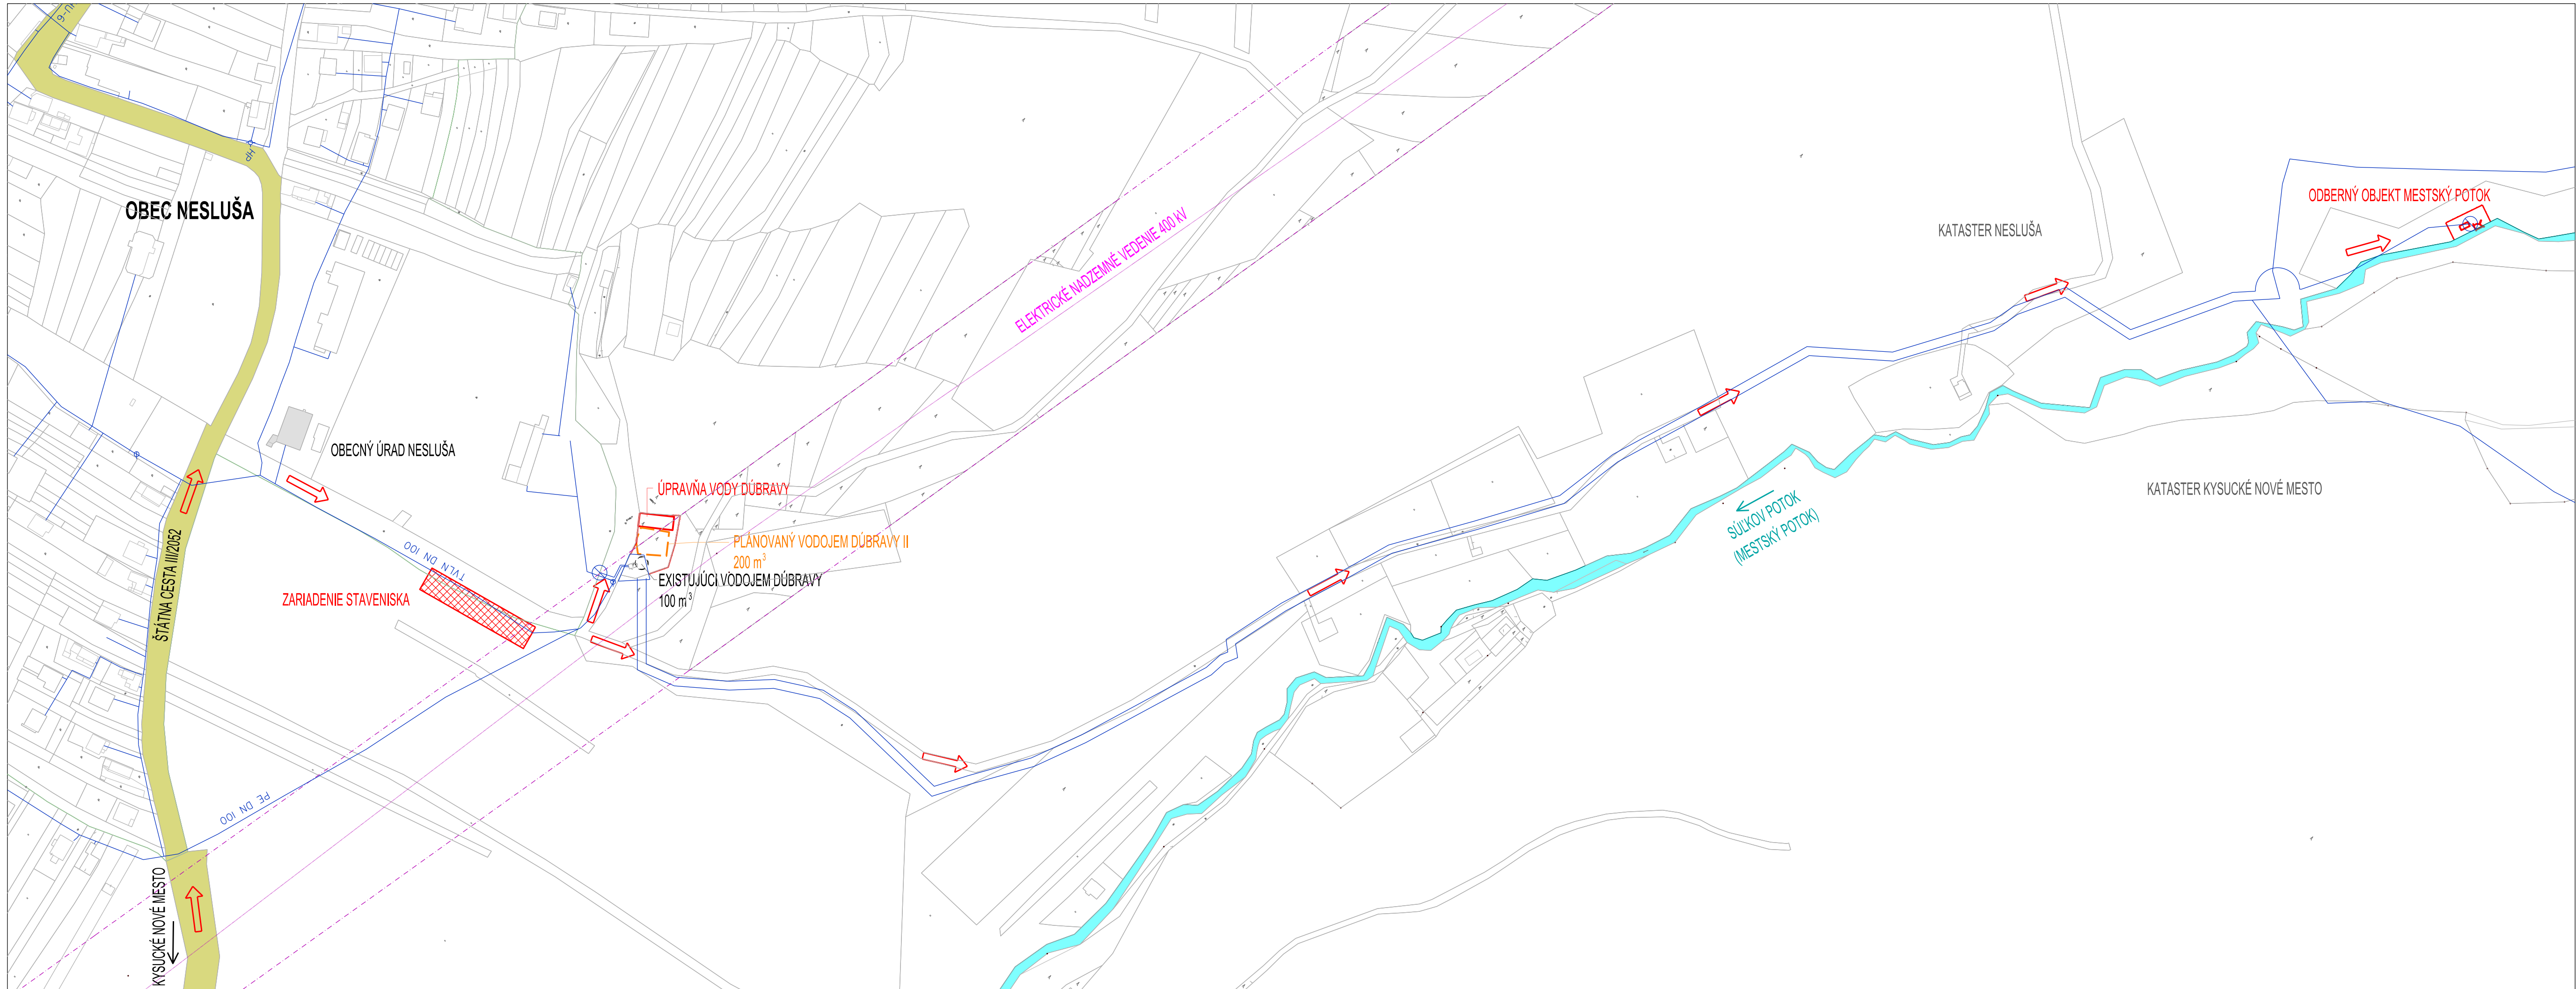 OBEC NESLUŠA
HP
ODBERNÝ OBJEKT MESTSKÝ POTOK
KATASTER NESLUŠA
ELEKTRICKÉ NADZEMNÉ VEDENIE 400 kV
OBECNÝ ÚRAD NESLUŠA
ÚPRAVŇA VODY DÚBRAVY
KATASTER KYSUCKÉ NOVÉ MESTO
SÚĽKOV POTOK
(MESTSKÝ POTOK)
PLÁNOVANÝ VODOJEM DÚBRAVY II
200 m³
EXISTUJÚCI VODOJEM DÚBRAVY
100 m³
TVLN DN 100
ZARIADENIE STAVENISKA
ŠTÁTNA CESTA III/2052
PE DN 100
KYSUCKÉ NOVÉ MESTO